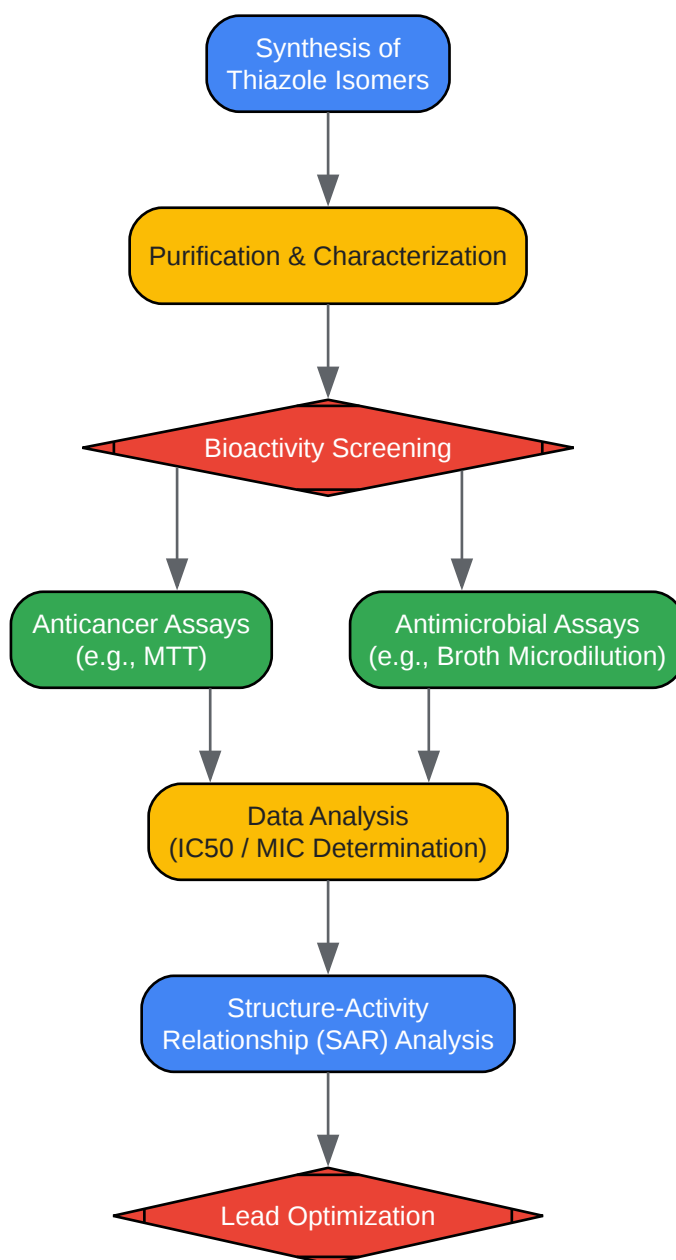 Synthesis of
Thiazole Isomers
Purification & Characterization
Bioactivity Screening
Anticancer Assays
(e.g., MTT)
Antimicrobial Assays
(e.g., Broth Microdilution)
Data Analysis
(IC50 / MIC Determination)
Structure-Activity
Relationship (SAR) Analysis
Lead Optimization